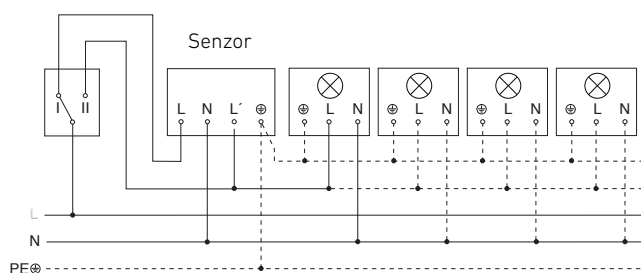 Senzor
I II
L N L´ ⏚
⏚ L N
⏚ L N
⏚ L N
⏚ L N
L
N
PE⏚